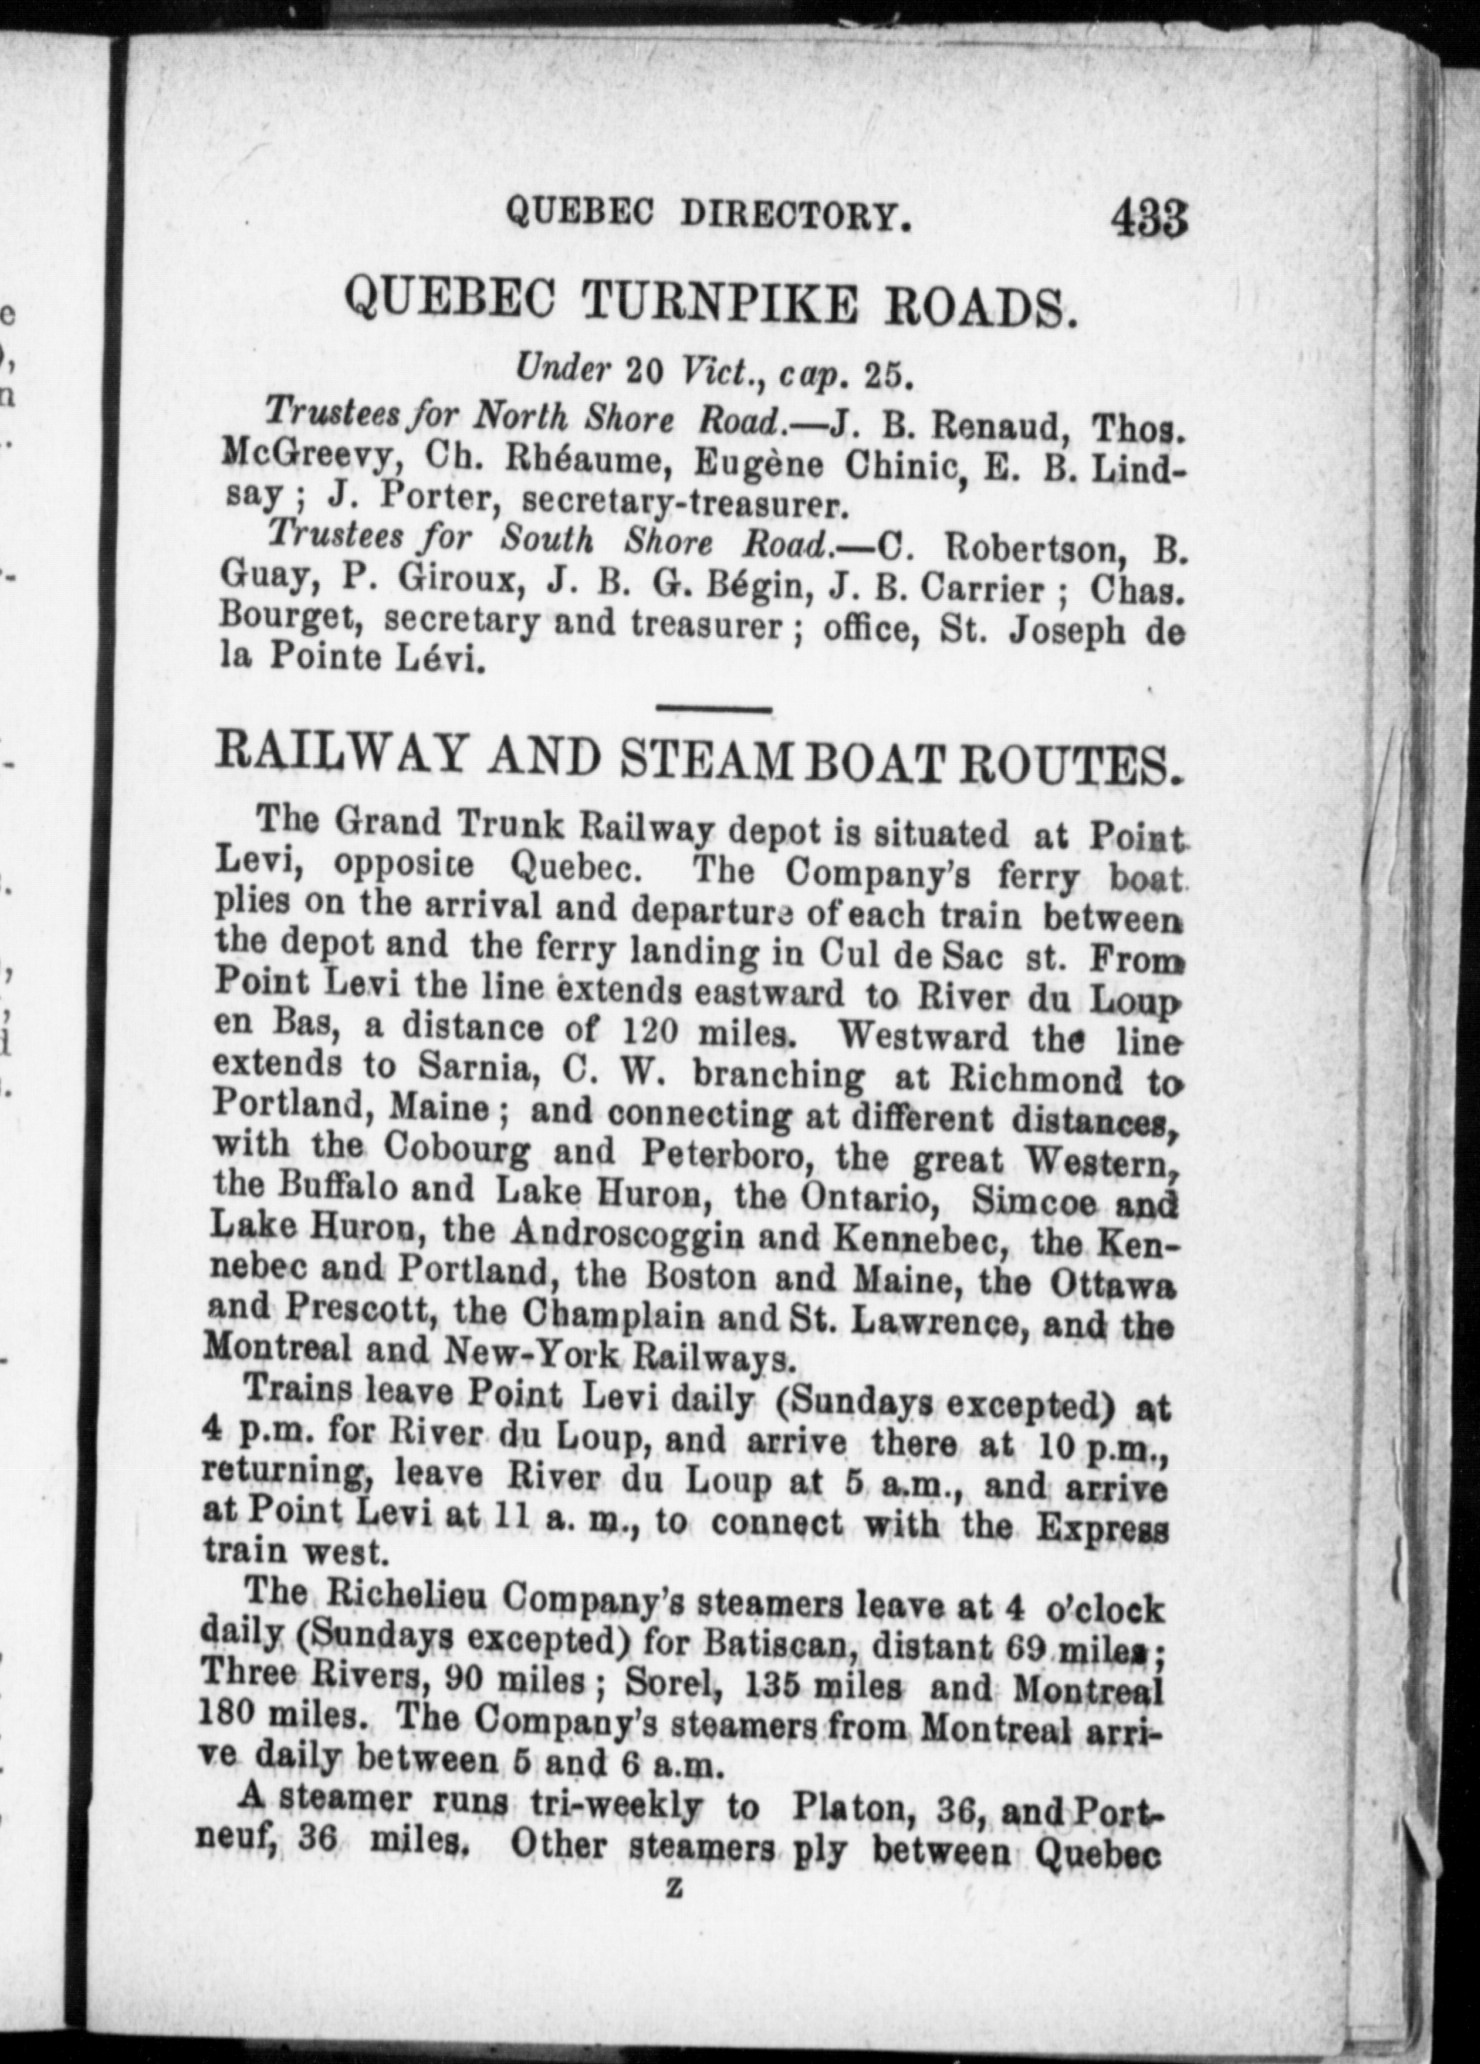 QUEBEC DIRECTORY. 433
QUEBEC TURNPIKE ROADS.
Under 20 Vict., cap. 25.
Trustees for North Shore Road.—J. B. Renaud, Thos.
McGreevy, Ch. Rhéaume, Eugène Chinic, E. B. Lind-
say ; J. Porter, secretary-treasurer.
Trustees for South Shore Road.—C. Robertson, B.
Guay, P. Giroux, J. B. G. Bégin, J. B. Carrier ; Chas.
Bourget, secretary and treasurer ; office, St. Joseph de
la Pointe Lévi.
RAILWAY AND STEAMBOAT ROUTES.
The Grand Trunk Railway depot is situated at Point
Levi, opposite Quebec. The Company's ferry boat
plies on the arrival and departure of each train between
the depot and the ferry landing in Cul de Sac st. From
Point Levi the line extends eastward to River du Loup
en Bas, a distance of 120 miles. Westward the line
extends to Sarnia, C. W. branching at Richmond to
Portland, Maine ; and connecting at different distances,
with the Cobourg and Peterboro, the great Western,
the Buffalo and Lake Huron, the Ontario, Simcoe and
Lake Huron, the Androscoggin and Kennebec, the Ken-
nebec and Portland, the Boston and Maine, the Ottawa
and Prescott, the Champlain and St. Lawrence, and the
Montreal and New-York Railways.
Trains leave Point Levi daily (Sundays excepted) at
4 p.m. for River du Loup, and arrive there at 10 p.m.,
returning, leave River du Loup at 5 a.m., and arrive
at Point Levi at 11 a. m., to connect with the Express
train west.
The Richelieu Company's steamers leave at 4 o'clock
daily (Sundays excepted) for Batiscan, distant 69 miles ;
Three Rivers, 90 miles ; Sorel, 135 miles and Montreal
180 miles. The Company's steamers from Montreal arri-
ve daily between 5 and 6 a.m.
A steamer runs tri-weekly to Platon, 36, and Port-
neuf, 36 miles. Other steamers ply between Quebec
Z